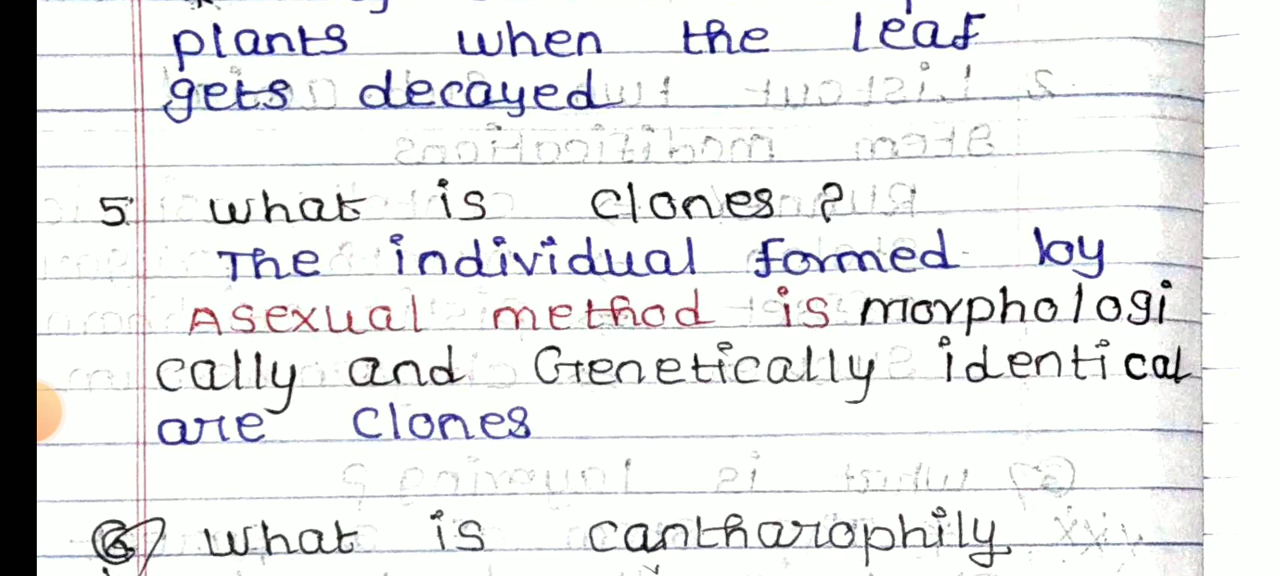 plants when the leaf
gets decayed
5. what is clones ?
The individual formed by
Asexual method is morphologi
cally and Genetically identical
are clones
6) what is cantharophily